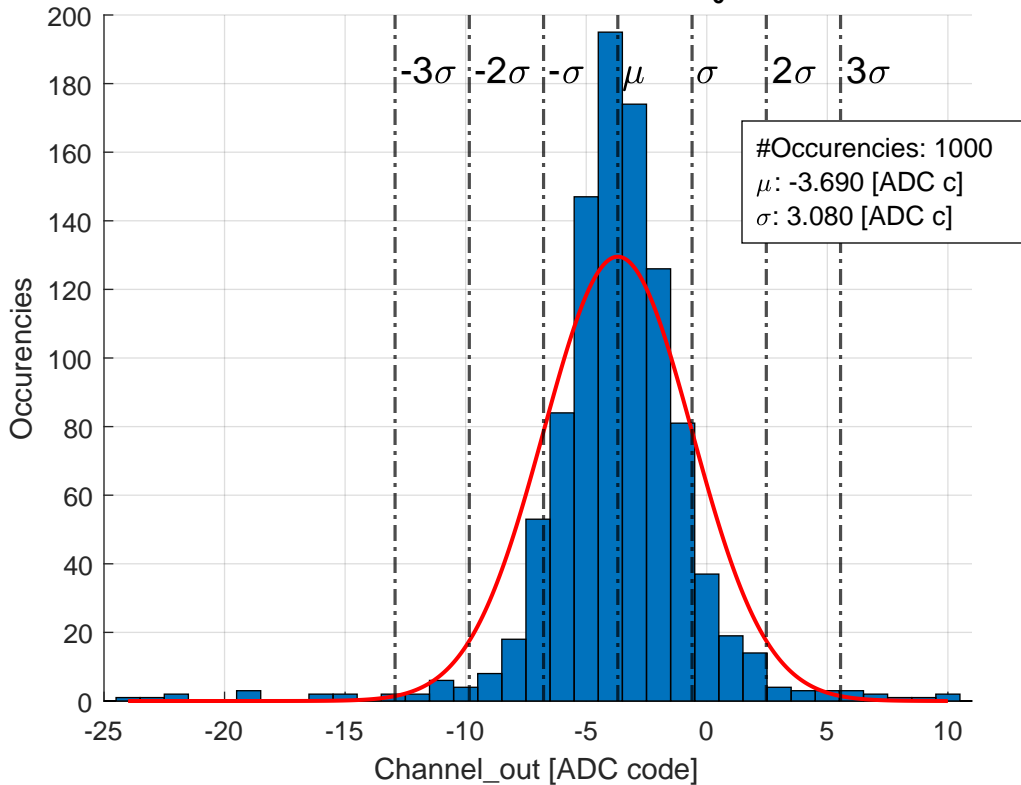 200
180
160
140
120
100
80
60
40
20
0
Occurencies
-3σ -2σ -σ μ σ 2σ 3σ
#Occurencies: 1000
μ: -3.690 [ADC c]
σ: 3.080 [ADC c]
-25 -20 -15 -10 -5 0 5 10
Channel_out [ADC code]